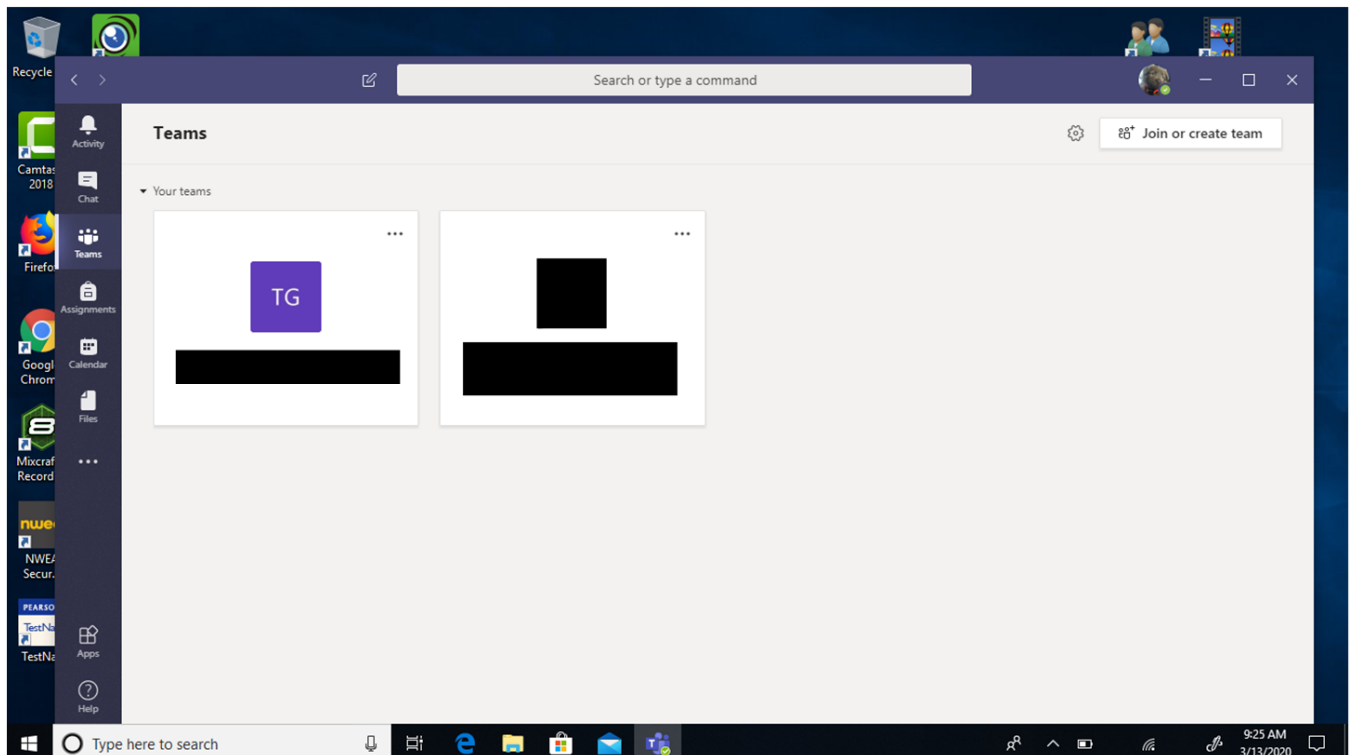 Recycle
Search or type a command
Activity
Teams
Join or create team
Camtas
2018
Chat
Your teams
Teams
Firefo
TG
Assignments
Googl
Chrom
Calendar
Files
Mixcraf
Record
nwe
NWEA
Secur.
PEARSO
TestNa
TestNa
Apps
Help
Type here to search
9:25 AM
3/13/2020